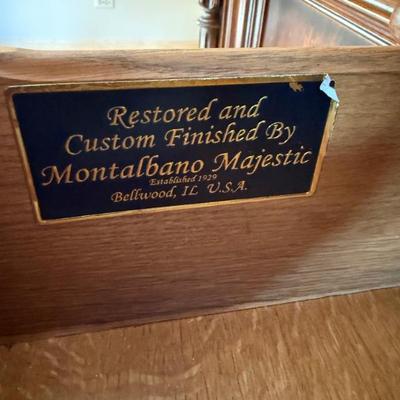 Restored and
Custom Finished By
Montalbano Majestic
Established 1929
Bellwood, IL U.S.A.